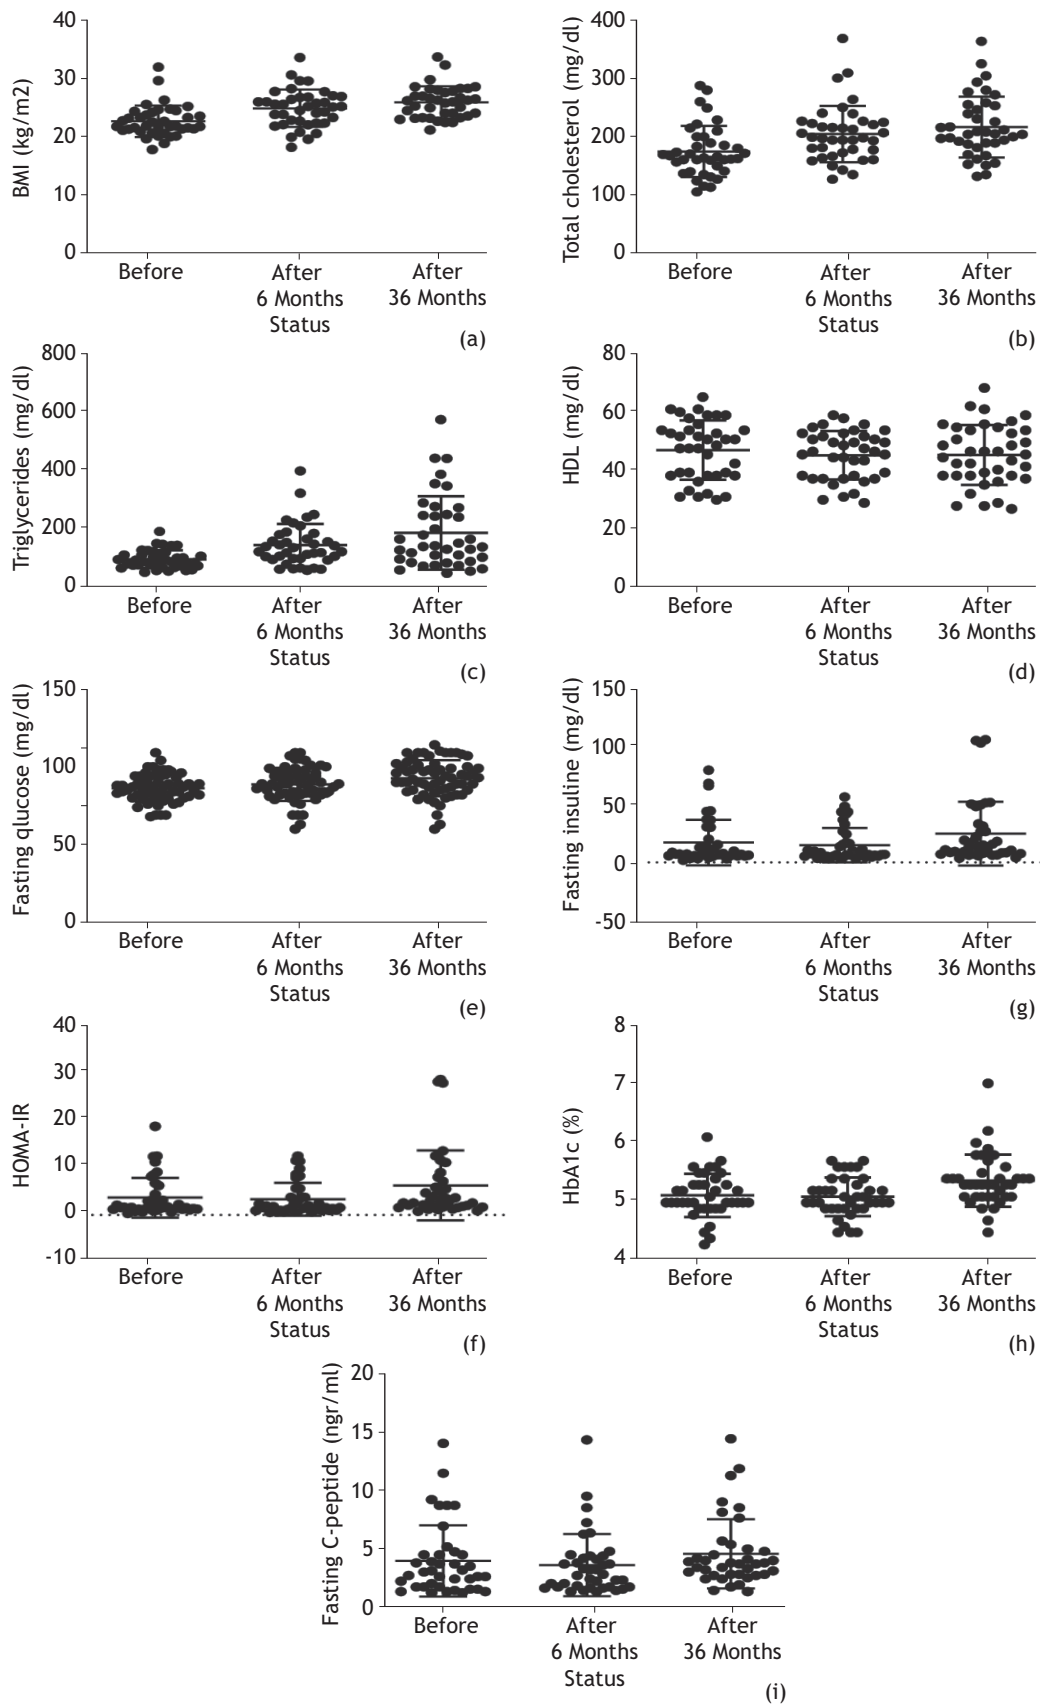 BMI (kg/m2)
40
30
20
10
0
Before
After
6 Months
Status
After
36 Months
(a)
Total cholesterol (mg/dl)
400
300
200
100
0
Before
After
6 Months
Status
After
36 Months
(b)
Triglycerides (mg/dl)
800
600
400
200
0
Before
After
6 Months
Status
After
36 Months
(c)
HDL (mg/dl)
80
60
40
20
0
Before
After
6 Months
Status
After
36 Months
(d)
Fasting qlucose (mg/dl)
150
100
50
0
Before
After
6 Months
Status
After
36 Months
(e)
Fasting insuline (mg/dl)
150
100
50
0
-50
Before
After
6 Months
Status
After
36 Months
(g)
HOMA-IR
40
30
20
10
0
-10
Before
After
6 Months
Status
After
36 Months
(f)
HbA1c (%)
8
7
6
5
4
Before
After
6 Months
Status
After
36 Months
(h)
Fasting C-peptide (ngr/ml)
20
15
10
5
0
Before
After
6 Months
Status
After
36 Months
(i)